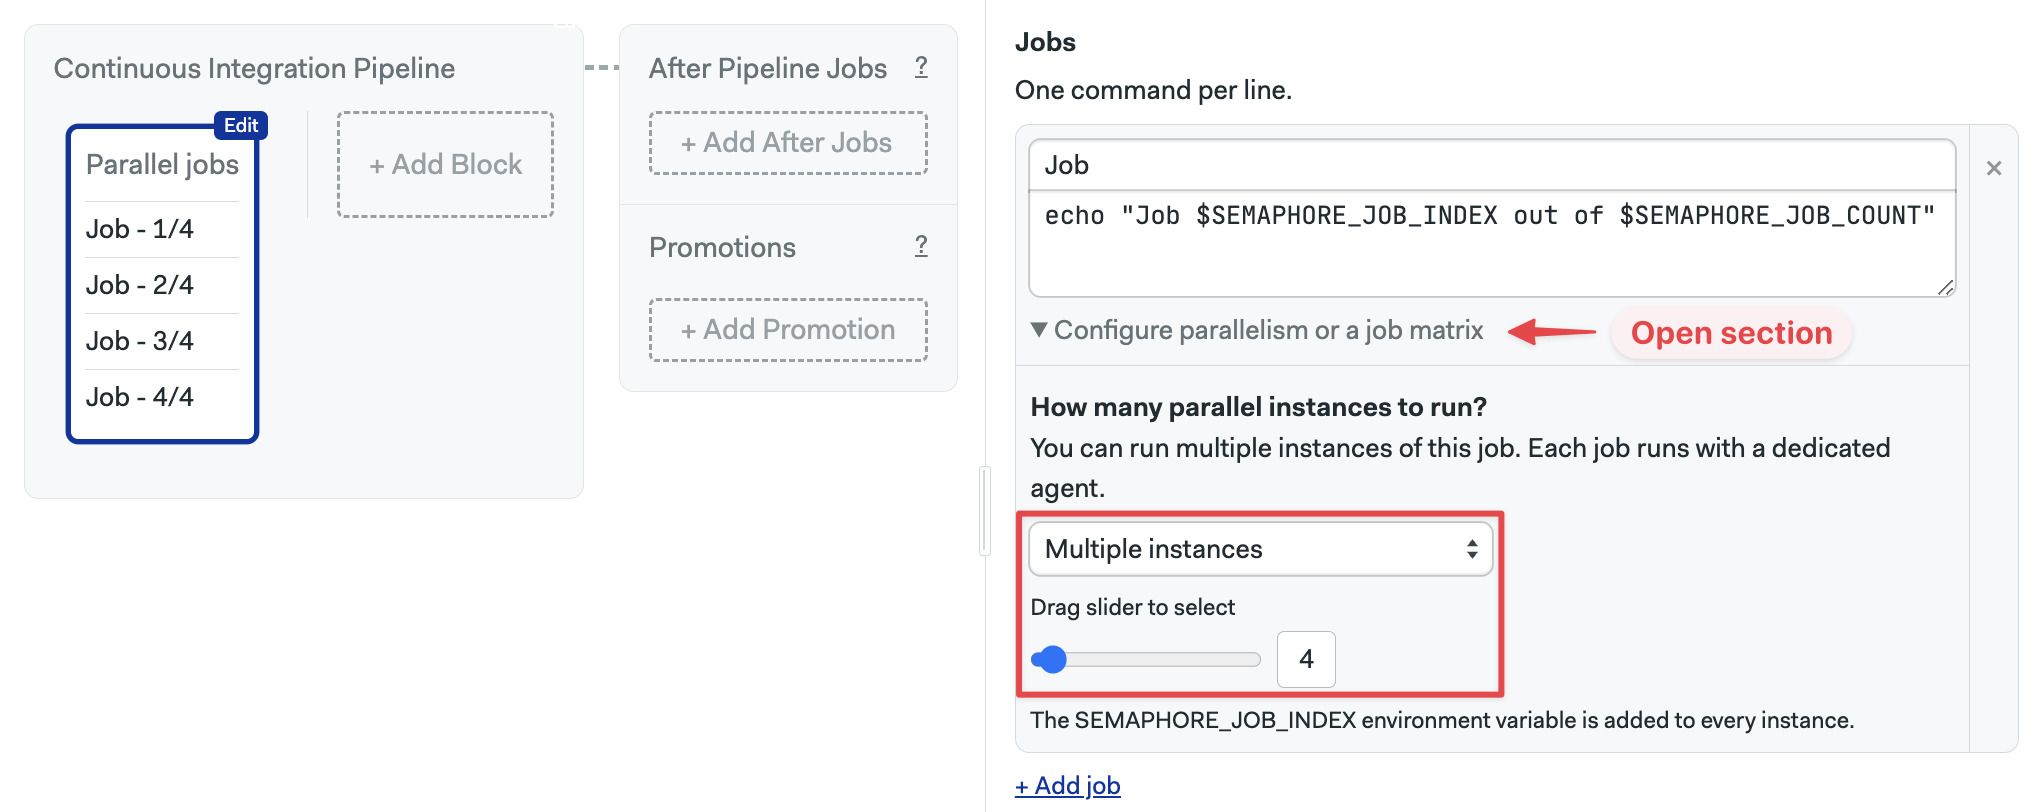 Continuous Integration Pipeline
Edit
Parallel jobs
Job - 1/4
Job - 2/4
Job - 3/4
Job - 4/4
+ Add Block
After Pipeline Jobs ?
+ Add After Jobs
Promotions ?
+ Add Promotion
Jobs
One command per line.
Job
×
echo "Job $SEMAPHORE_JOB_INDEX out of $SEMAPHORE_JOB_COUNT"
▼ Configure parallelism or a job matrix
Open section
How many parallel instances to run?
You can run multiple instances of this job. Each job runs with a dedicated
agent.
Multiple instances
Drag slider to select
4
The SEMAPHORE_JOB_INDEX environment variable is added to every instance.
+ Add job